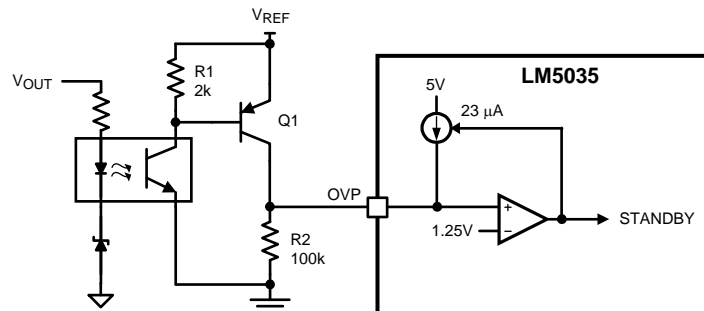 VREF
LM5035
VOUT
R1
2k
5V
23 μA
Q1
OVP
+
STANDBY
1.25V
−
R2
100k